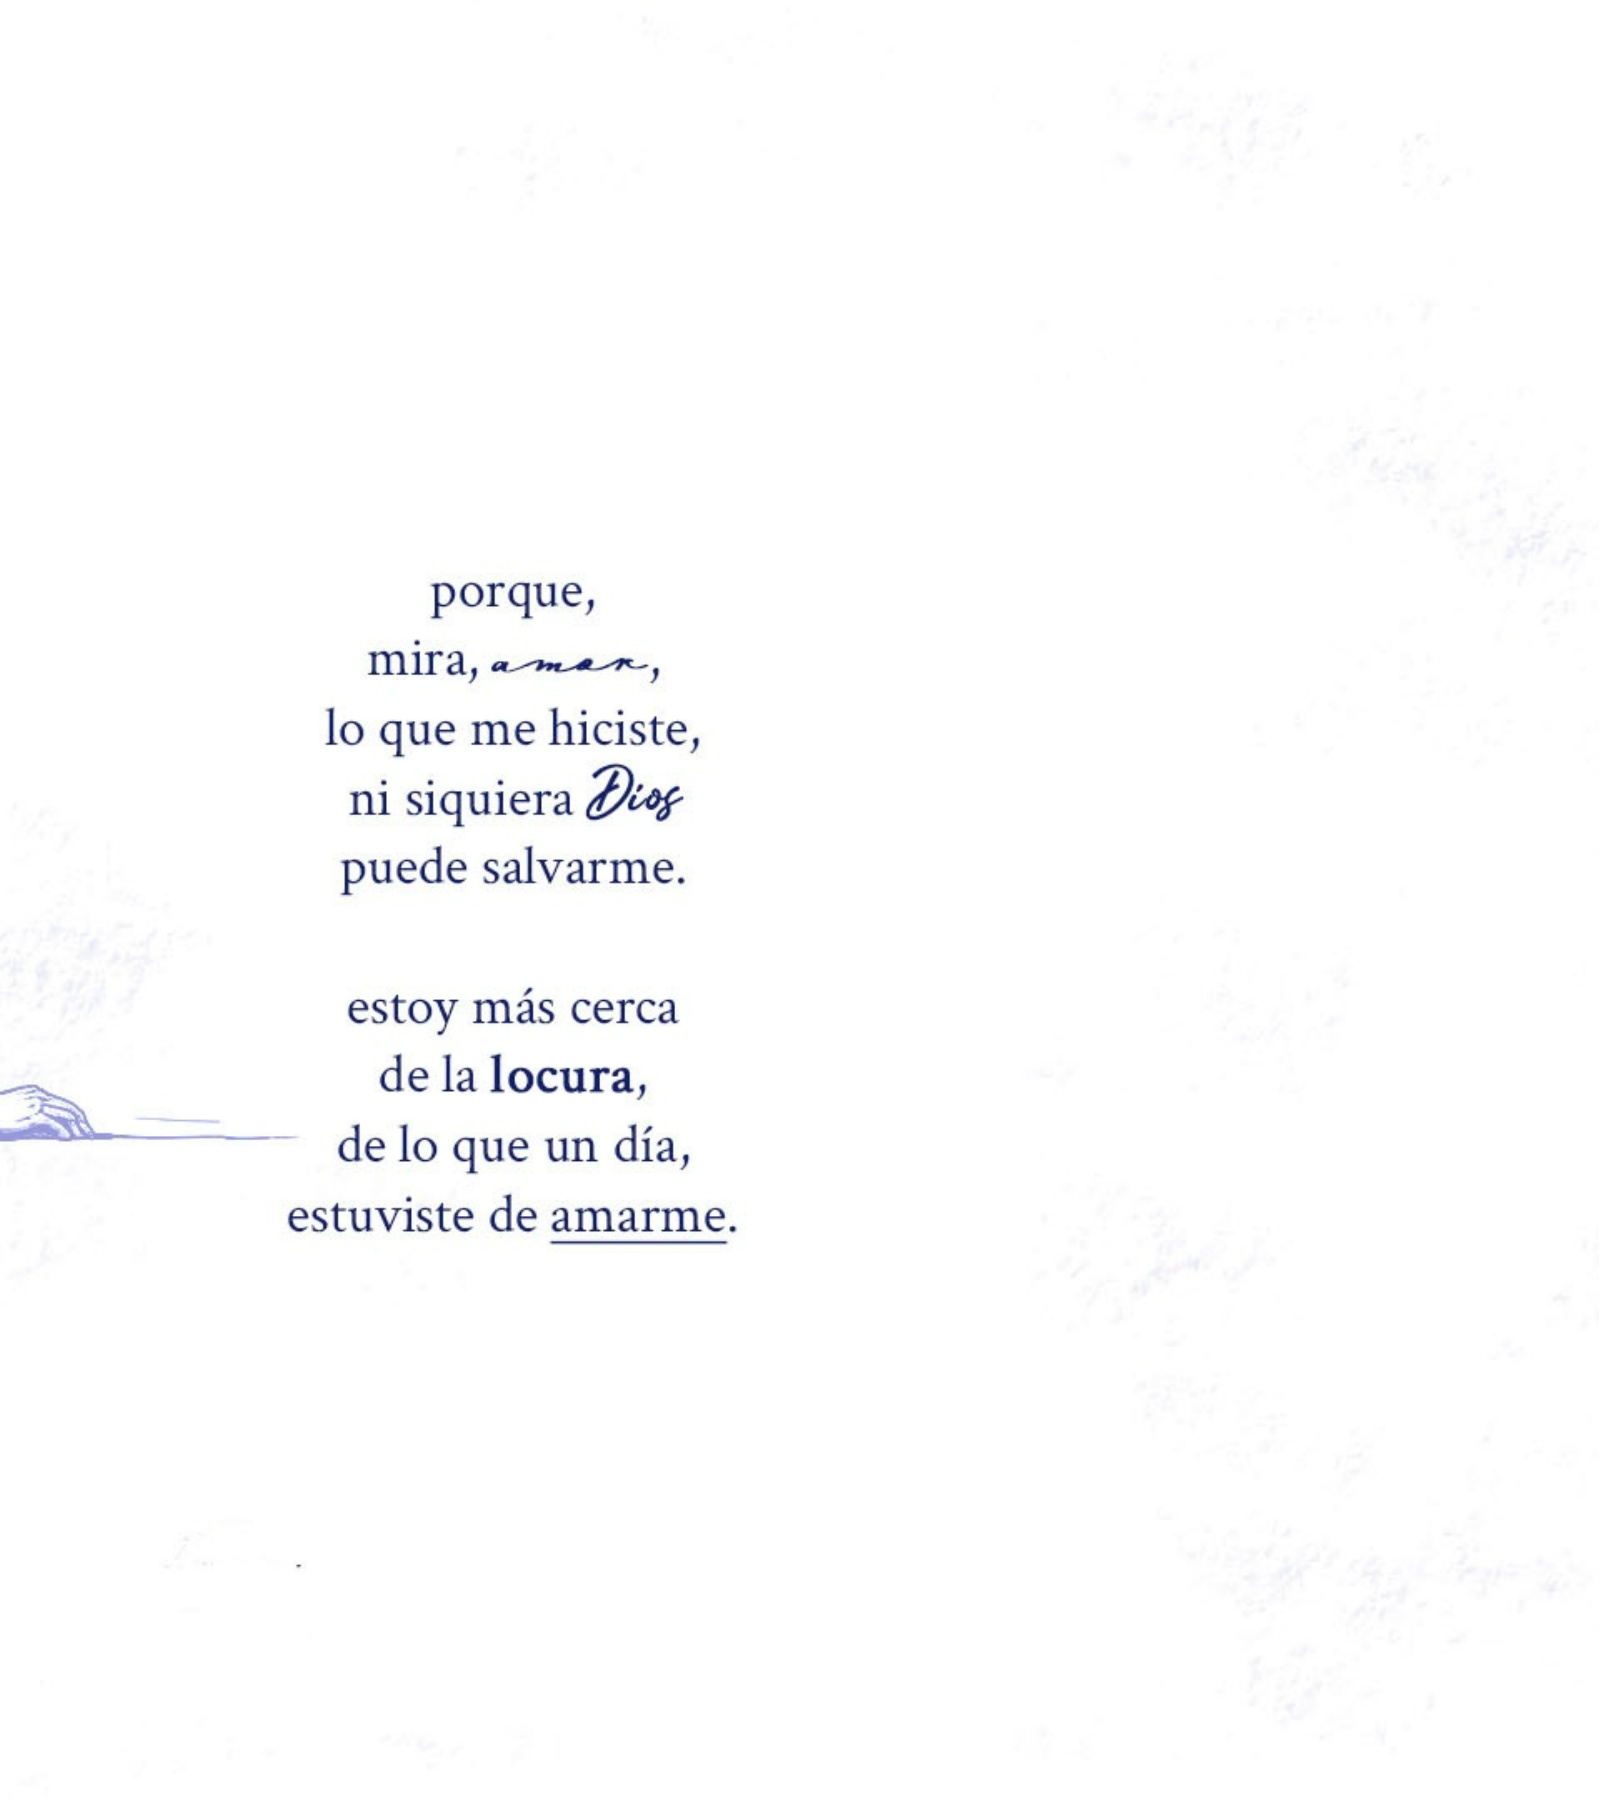 porque,
mira, amor,
lo que me hiciste,
ni siquiera Dios
puede salvarme.
estoy más cerca
de la locura,
de lo que un día,
estuviste de amarme.